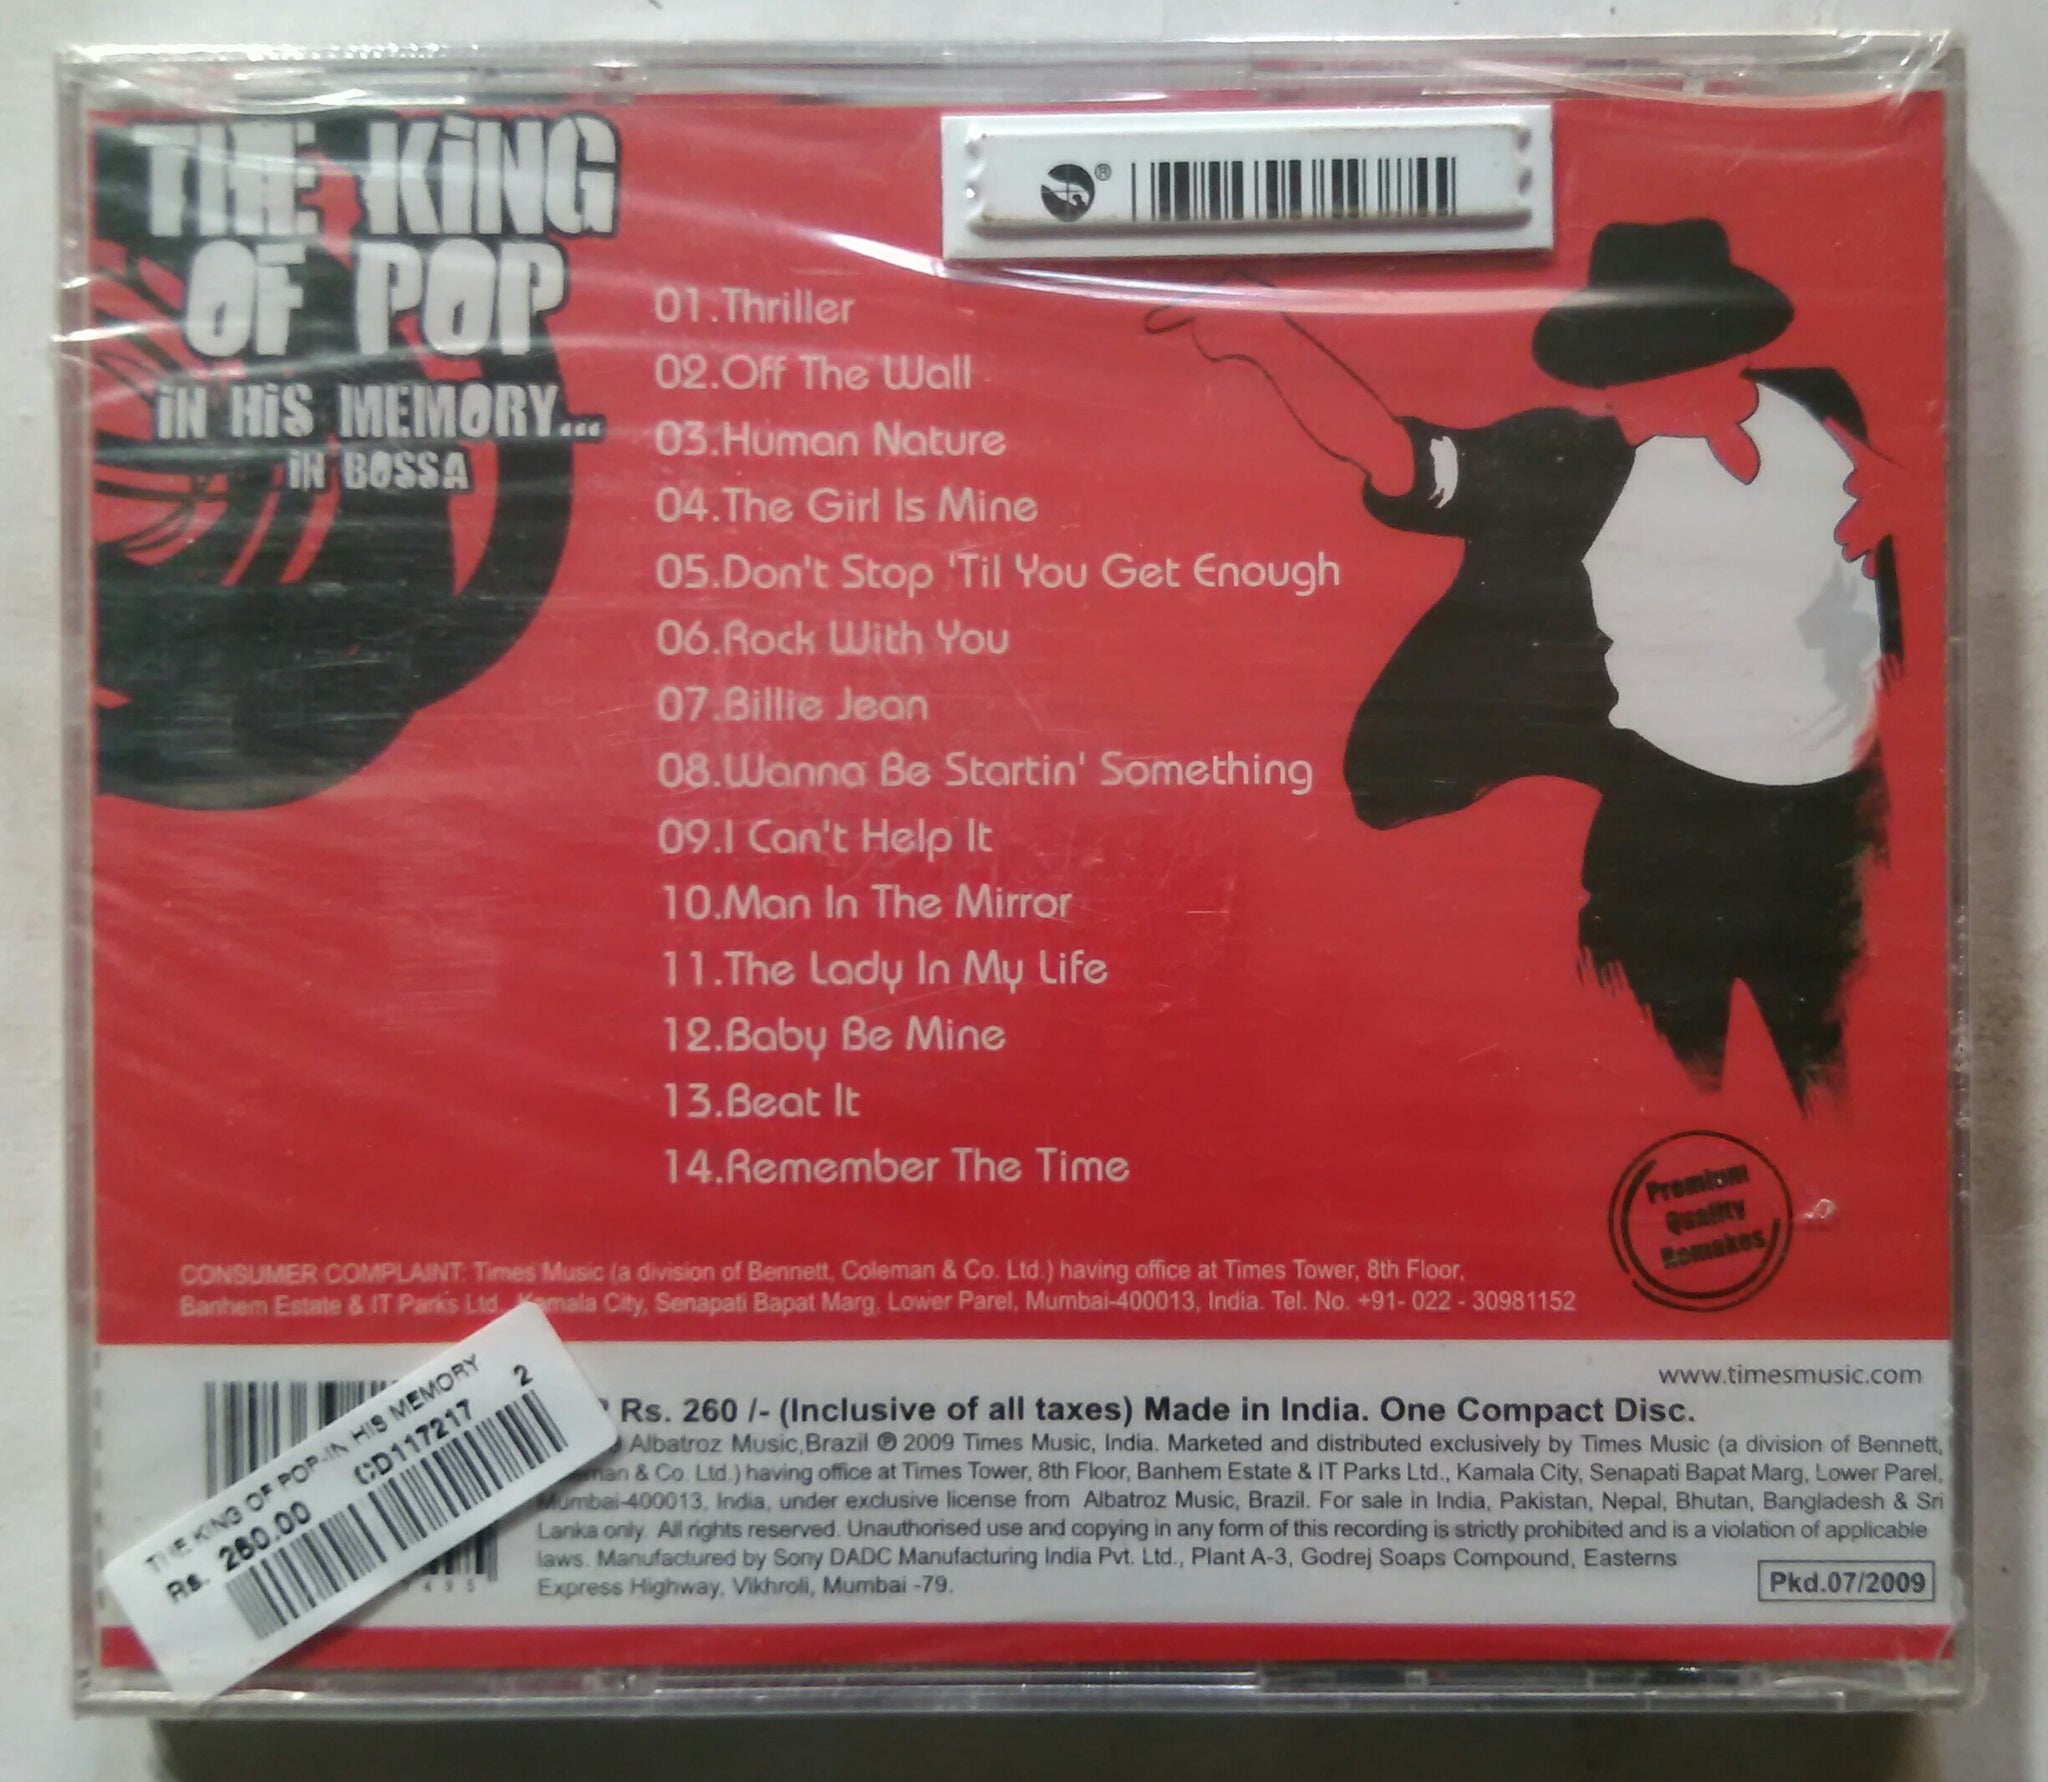 THE KiNG
OF POP
iN HiS MEMORY...
iN BOSSA
®
01.Thriller
02.Off The Wall
03.Human Nature
04.The Girl Is Mine
05.Don't Stop 'Til You Get Enough
06.Rock With You
07.Billie Jean
08.Wanna Be Startin' Something
09.I Can't Help It
10.Man In The Mirror
11.The Lady In My Life
12.Baby Be Mine
13.Beat It
14.Remember The Time
Premium
Quality
Remakes
CONSUMER COMPLAINT: Times Music (a division of Bennett, Coleman & Co. Ltd.) having office at Times Tower, 8th Floor,
Banhem Estate & IT Parks Ltd., Kamala City, Senapati Bapat Marg, Lower Parel, Mumbai-400013, India. Tel. No. +91- 022 - 30981152
www.timesmusic.com
Rs. 260 /- (Inclusive of all taxes) Made in India. One Compact Disc.
Albatroz Music,Brazil ℗ 2009 Times Music, India. Marketed and distributed exclusively by Times Music (a division of Bennett,
& Co. Ltd.) having office at Times Tower, 8th Floor, Banhem Estate & IT Parks Ltd., Kamala City, Senapati Bapat Marg, Lower Parel,
Mumbai-400013, India, under exclusive license from Albatroz Music, Brazil. For sale in India, Pakistan, Nepal, Bhutan, Bangladesh & Sri
Lanka only. All rights reserved. Unauthorised use and copying in any form of this recording is strictly prohibited and is a violation of applicable
laws. Manufactured by Sony DADC Manufacturing India Pvt. Ltd., Plant A-3, Godrej Soaps Compound, Easterns
Express Highway, Vikhroli, Mumbai -79.
Pkd.07/2009
THE KING OF POP-IN HIS MEMORY
Rs. 260.00 CD117217 2
495